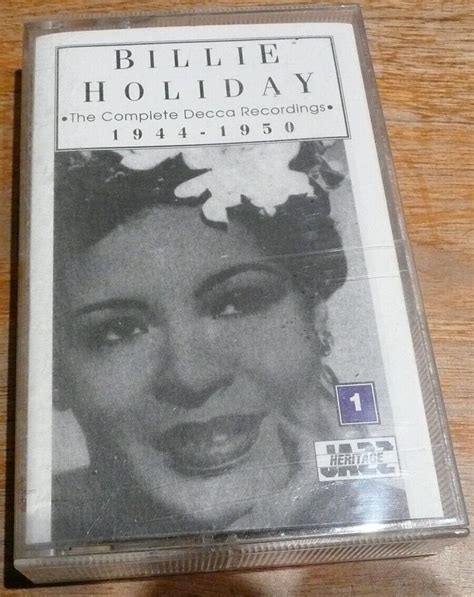 BILLIE
HOLIDAY
•The Complete Decca Recordings•
1944-1950
1
JAZZ
HERITAGE